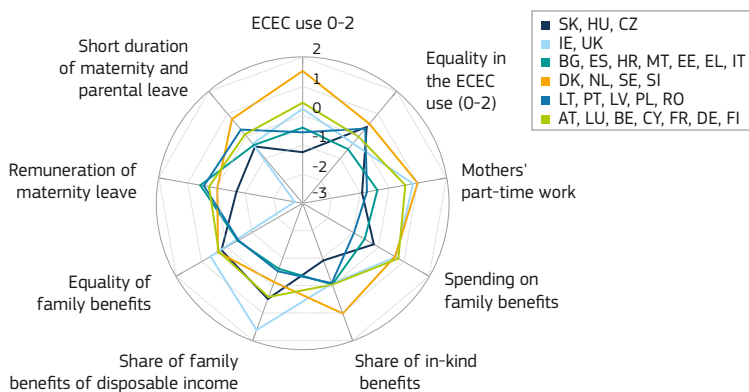 ECEC use 0-2
2
1
0
-1
-2
-3
Short duration
of maternity and
parental leave
Equality in
the ECEC
use (0-2)
Remuneration of
maternity leave
Mothers'
part-time work
Equality of
family benefits
Spending on
family benefits
Share of family
benefits of disposable income
Share of in-kind
benefits
SK, HU, CZ
IE, UK
BG, ES, HR, MT, EE, EL, IT
DK, NL, SE, SI
LT, PT, LV, PL, RO
AT, LU, BE, CY, FR, DE, FI